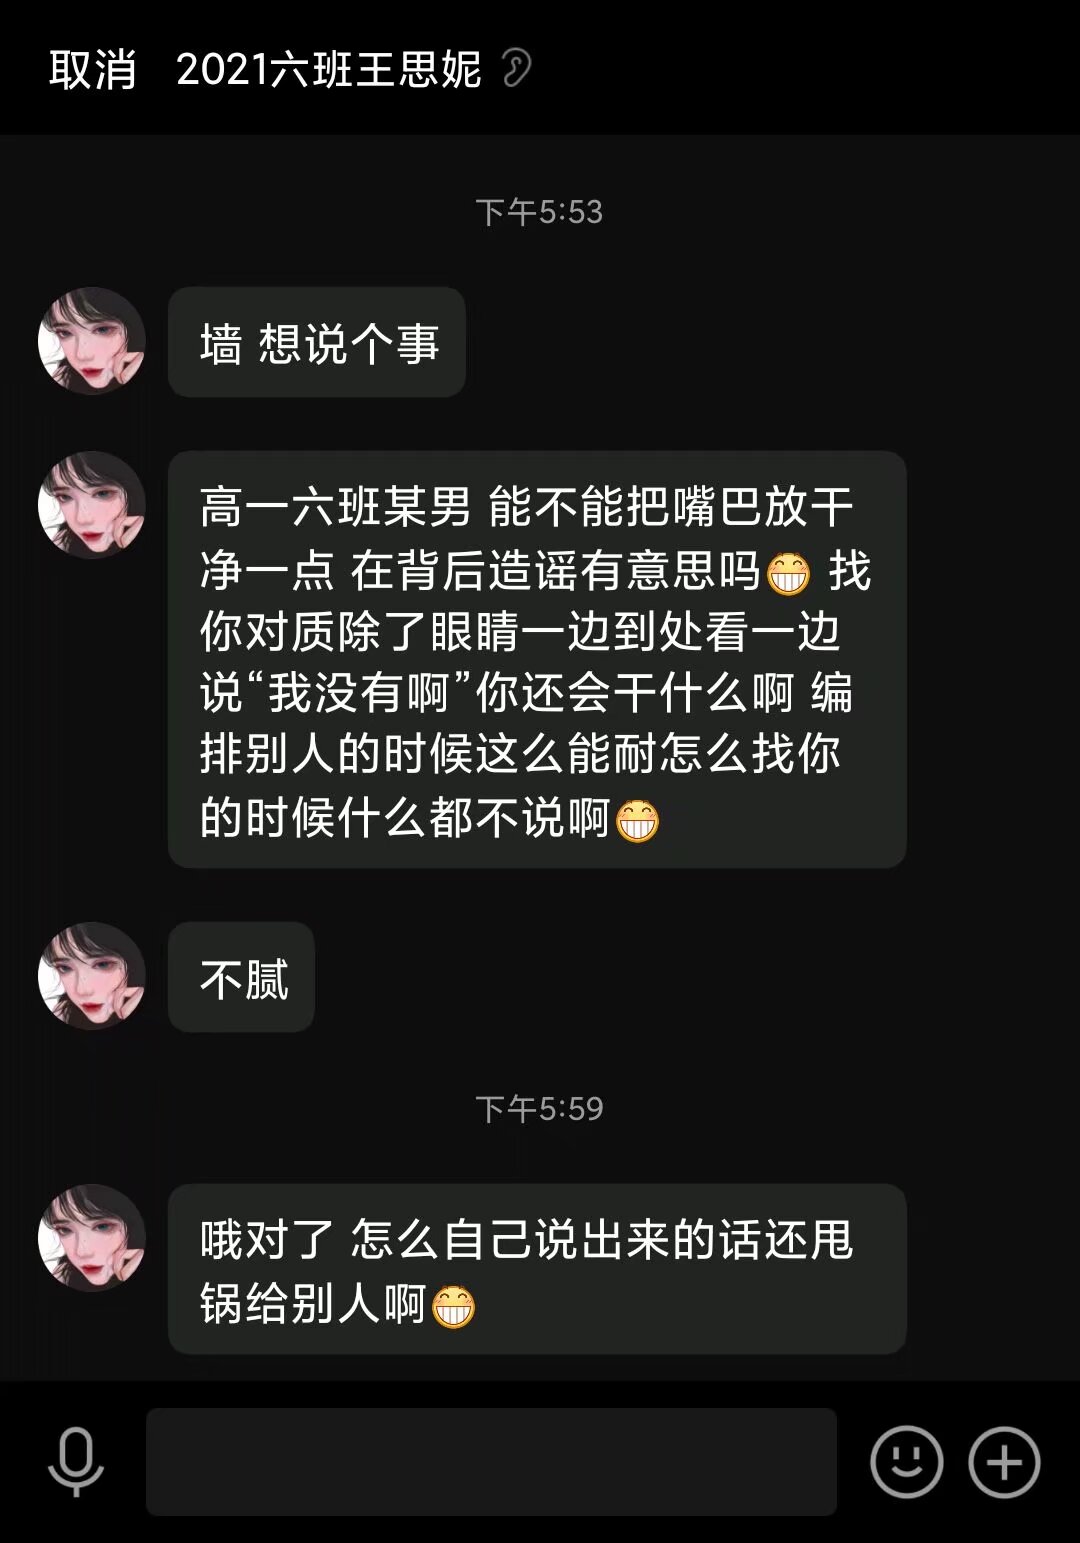 取消 2021六班王思妮
下午5:53
墙 想说个事
高一六班某男 能不能把嘴巴放干
净一点 在背后造谣有意思吗😁 找
你对质除了眼睛一边到处看一边
说“我没有啊”你还会干什么啊 编
排别人的时候这么能耐怎么找你
的时候什么都不说啊😁
不腻
下午5:59
哦对了 怎么自己说出来的话还甩
锅给别人啊😁